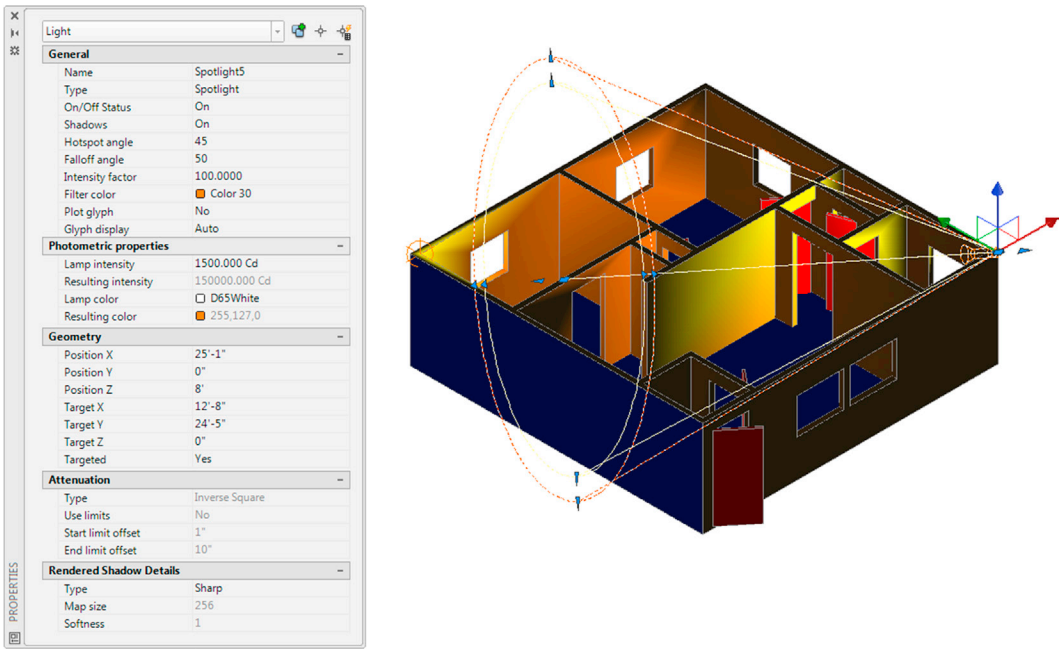 Light
General
Name Spotlight5
Type Spotlight
On/Off Status On
Shadows On
Hotspot angle 45
Falloff angle 50
Intensity factor 100.0000
Filter color Color 30
Plot glyph No
Glyph display Auto
Photometric properties
Lamp intensity 1500.000 Cd
Resulting intensity 150000.000 Cd
Lamp color D65White
Resulting color 255,127,0
Geometry
Position X 25'-1"
Position Y 0"
Position Z 8'
Target X 12'-8"
Target Y 24'-5"
Target Z 0"
Targeted Yes
Attenuation
Type Inverse Square
Use limits No
Start limit offset 1"
End limit offset 10"
Rendered Shadow Details
Type Sharp
Map size 256
Softness 1
PROPERTIES